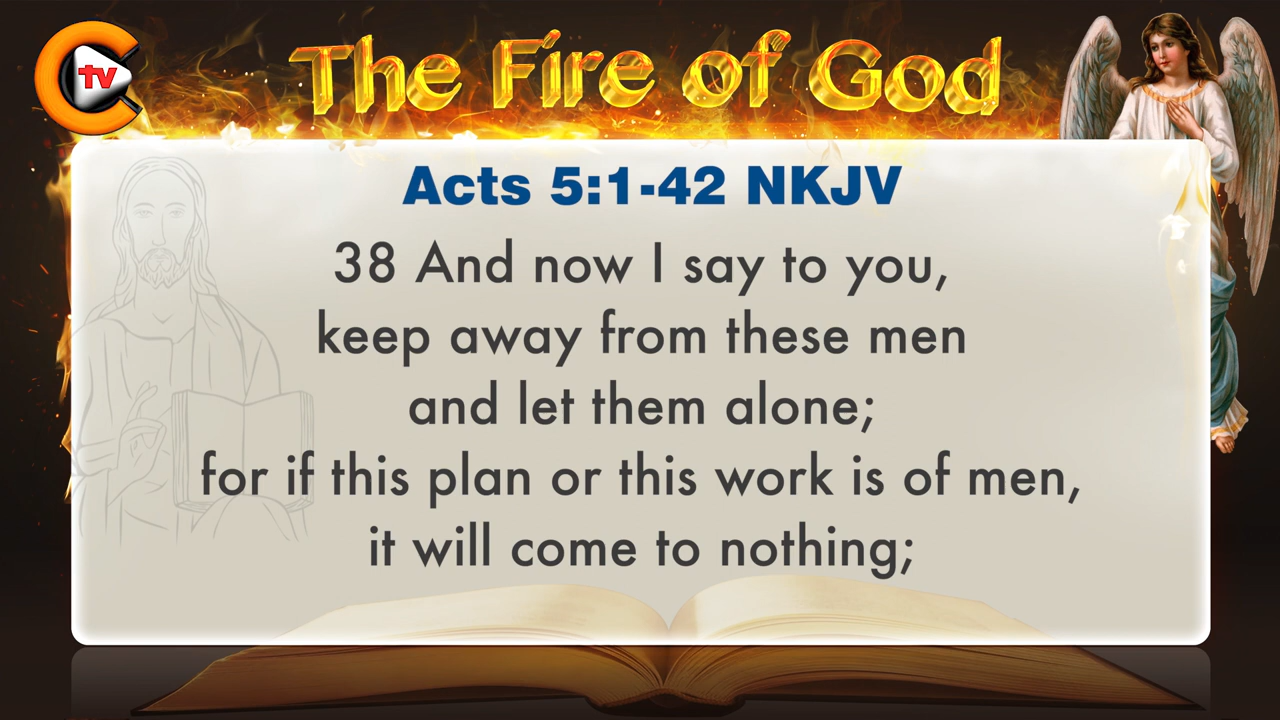 tv
The Fire of God
Acts 5:1-42 NKJV
38 And now I say to you,
keep away from these men
and let them alone;
for if this plan or this work is of men,
it will come to nothing;